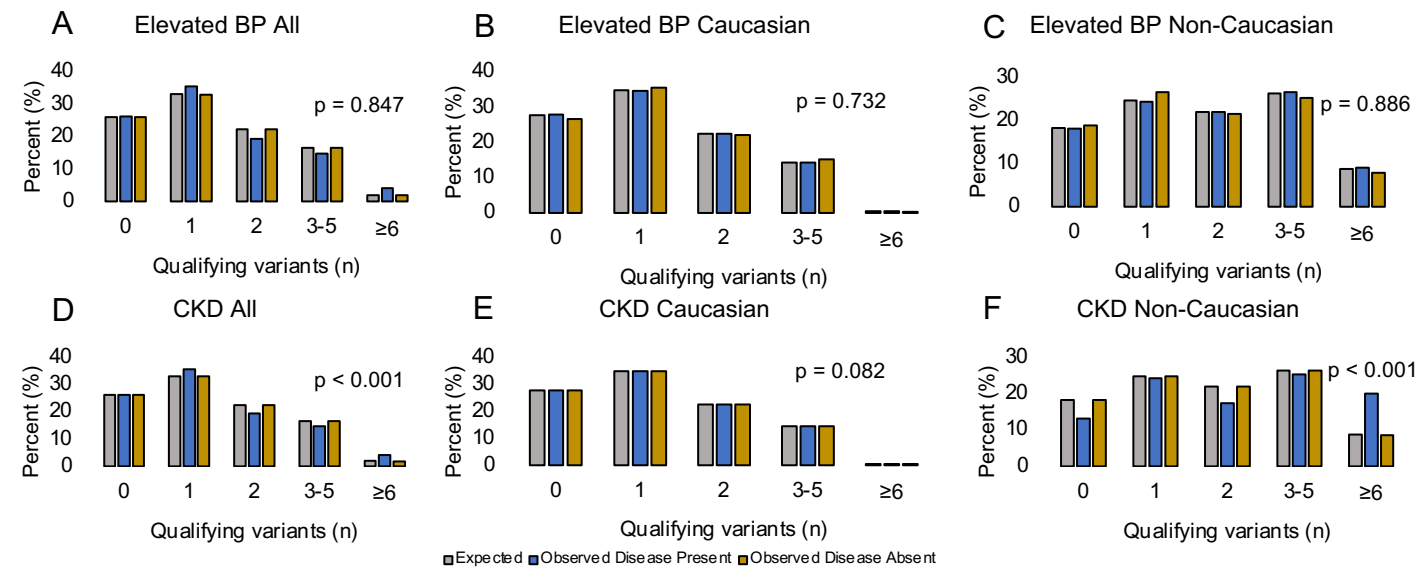 A
Elevated BP All
Percent (%)
40
30
20
10
0
p = 0.847
0 1 2 3-5 ≥6
Qualifying variants (n)
B
Elevated BP Caucasian
Percent (%)
40
30
20
10
0
p = 0.732
0 1 2 3-5 ≥6
Qualifying variants (n)
C
Elevated BP Non-Caucasian
Percent (%)
30
20
10
0
p = 0.886
0 1 2 3-5 ≥6
Qualifying variants (n)
D
CKD All
Percent (%)
40
30
20
10
0
p < 0.001
0 1 2 3-5 ≥6
Qualifying variants (n)
E
CKD Caucasian
Percent (%)
40
30
20
10
0
p = 0.082
0 1 2 3-5 ≥6
Qualifying variants (n)
F
CKD Non-Caucasian
Percent (%)
30
20
10
0
p < 0.001
0 1 2 3-5 ≥6
Qualifying variants (n)
Expected Observed Disease Present Observed Disease Absent